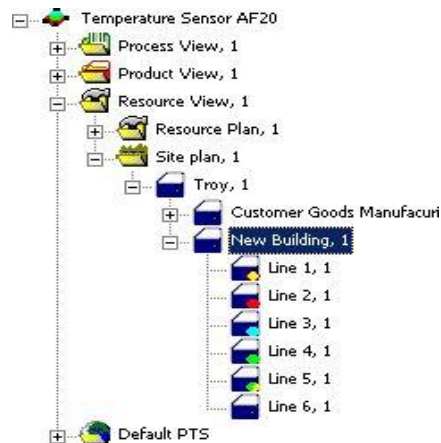 Temperature Sensor AF20
Process View, 1
Product View, 1
Resource View, 1
Resource Plan, 1
Site plan, 1
Troy, 1
Customer Goods Manufacuri
New Building, 1
Line 1, 1
Line 2, 1
Line 3, 1
Line 4, 1
Line 5, 1
Line 6, 1
Default PTS